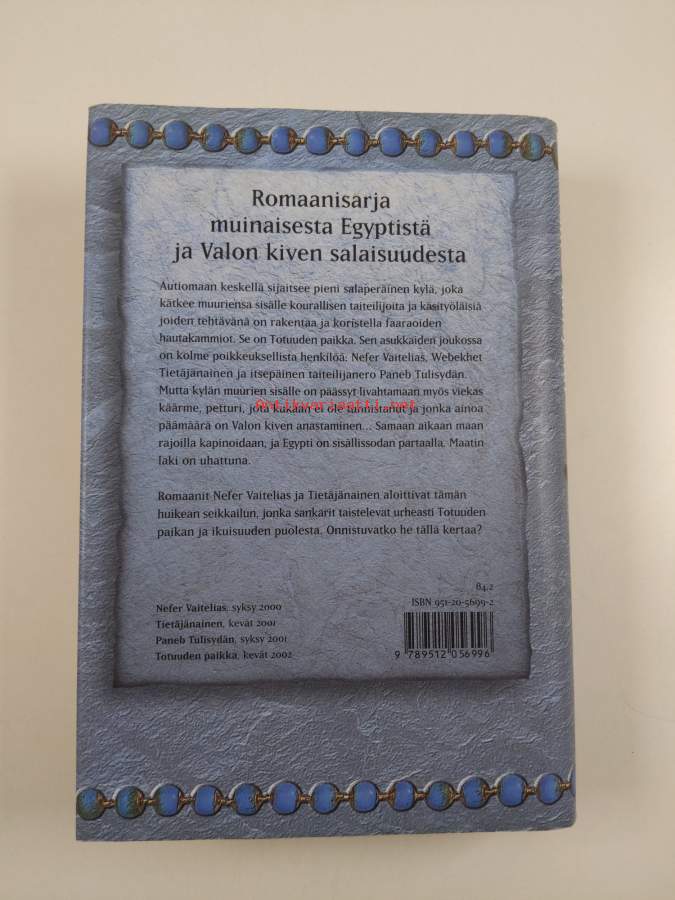 Romaanisarja
muinaisesta Egyptistä
ja Valon kiven salaisuudesta
Autiomaan keskellä sijaitsee pieni salaperäinen kylä, joka
kätkee muuriensa sisälle kourallisen taiteilijoita ja käsityöläisiä
joiden tehtävänä on rakentaa ja koristella faaraoiden
hautakammiot. Se on Totuuden paikka. Sen asukkaiden joukossa
on kolme poikkeuksellista henkilöä: Nefer Vaitelias, Webekhet
Tietäjänainen ja itsepäinen taiteilijanero Paneb Tulisydän.
Mutta kylän muurien sisälle on päässyt livahtamaan myös viekas
käärme, petturi, jota kukaan ei ole tunnistanut ja jonka ainoa
Antikvariaatti.net
päämäärä on Valon kiven anastaminen... Samaan aikaan maan
rajoilla kapinoidaan, ja Egypti on sisällissodan partaalla. Maatin
laki on uhattuna.
Romaanit Nefer Vaitelias ja Tietäjänainen aloittivat tämän
huikean seikkailun, jonka sankarit taistelevat urheasti Totuuden
paikan ja ikuisuuden puolesta. Onnistuvatko he tällä kertaa?
84.2
ISBN 951-20-5699-2
Nefer Vaitelias, syksy 2000
Tietäjänainen, kevät 2001
Paneb Tulisydän, syksy 2001
Totuuden paikka, kevät 2002
9 789512 056996